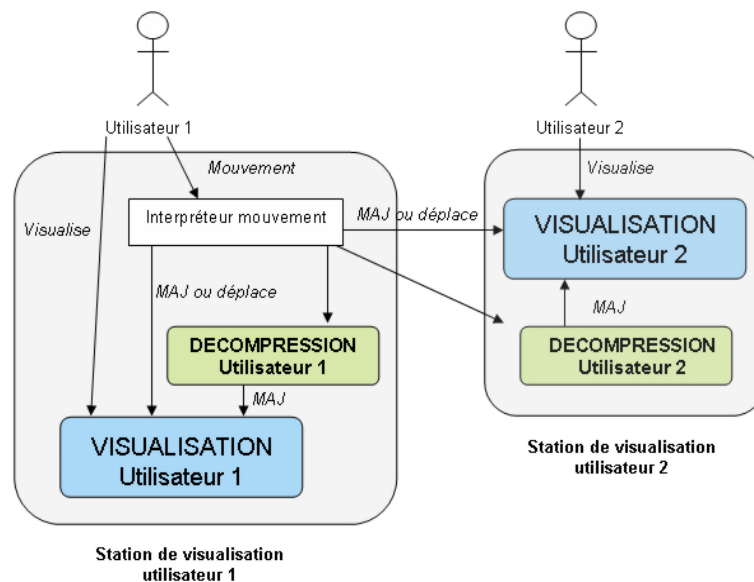 Utilisateur 1
Utilisateur 2
Mouvement
Visualise
Interpréteur mouvement
MAJ ou déplace
VISUALISATION
Utilisateur 2
Visualise
MAJ ou déplace
MAJ
DECOMPRESSION
Utilisateur 1
DECOMPRESSION
Utilisateur 2
MAJ
VISUALISATION
Utilisateur 1
Station de visualisation
utilisateur 2
Station de visualisation
utilisateur 1